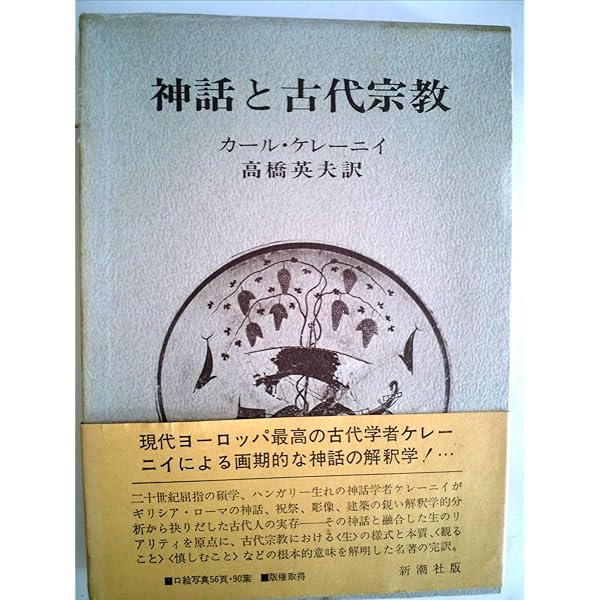 神話と古代宗教
カール・ケレーニイ
高橋英夫訳
現代ヨーロッパ最高の古代学者ケレー
ニイによる画期的な神話の解釈学!…
二十世紀屈指の碩学、ハンガリー生れの神話学者ケレーニイが
ギリシア・ローマの神話、祝祭、彫像、建築の鋭い解釈学的分
析から抉りだした古代人の実存――その神話と融合した生のリ
アリティを原点に、古代宗教における〈生〉の様式と本質、〈観る
こと〉〈慎しむこと〉などの根本的意味を解明した名著の完訳。
■口絵写真56頁・90葉 ■版権取得 新潮社版